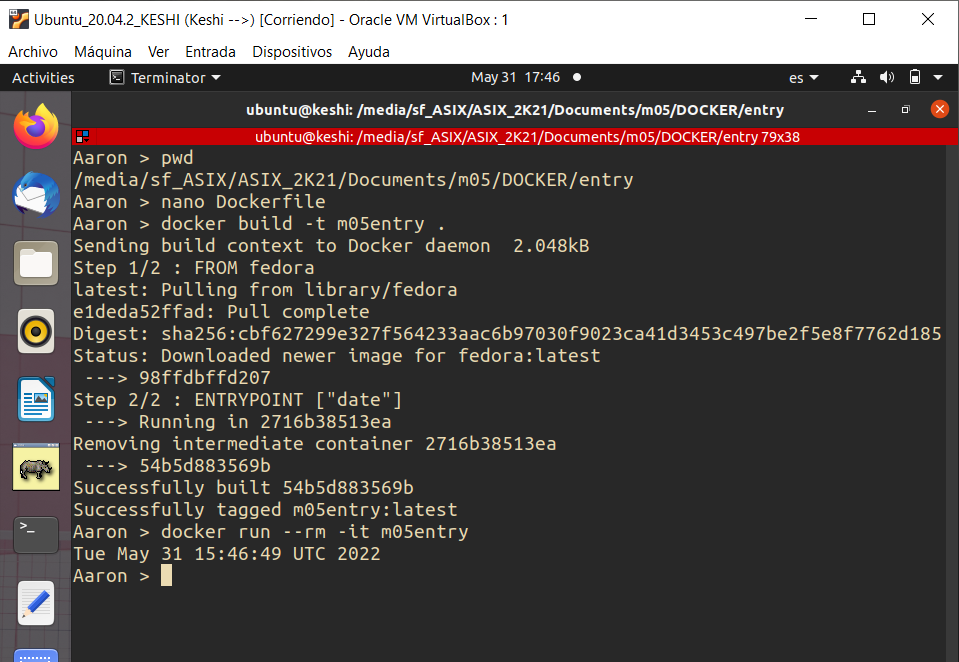 Ubuntu_20.04.2_KESHI (Keshi -->) [Corriendo] - Oracle VM VirtualBox : 1
Archivo Máquina Ver Entrada Dispositivos Ayuda
Activities Terminator May 31 17:46 es
ubuntu@keshi: /media/sf_ASIX/ASIX_2K21/Documents/m05/DOCKER/entry
ubuntu@keshi: /media/sf_ASIX/ASIX_2K21/Documents/m05/DOCKER/entry 79x38
Aaron > pwd
/media/sf_ASIX/ASIX_2K21/Documents/m05/DOCKER/entry
Aaron > nano Dockerfile
Aaron > docker build -t m05entry .
Sending build context to Docker daemon  2.048kB
Step 1/2 : FROM fedora
latest: Pulling from library/fedora
e1deda52ffad: Pull complete
Digest: sha256:cbf627299e327f564233aac6b97030f9023ca41d3453c497be2f5e8f7762d185
Status: Downloaded newer image for fedora:latest
 ---> 98ffdbffd207
Step 2/2 : ENTRYPOINT ["date"]
 ---> Running in 2716b38513ea
Removing intermediate container 2716b38513ea
 ---> 54b5d883569b
Successfully built 54b5d883569b
Successfully tagged m05entry:latest
Aaron > docker run --rm -it m05entry
Tue May 31 15:46:49 UTC 2022
Aaron >